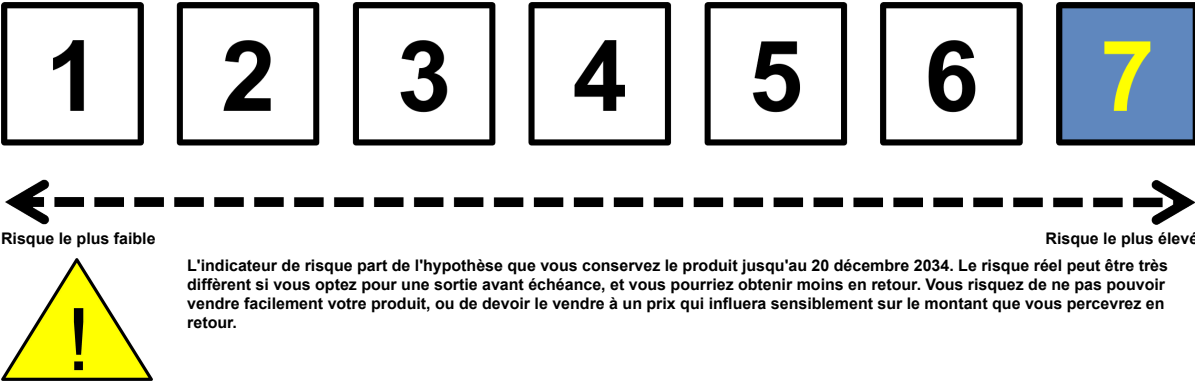 1 2 3 4 5 6 7
Risque le plus faible Risque le plus élevé
L'indicateur de risque part de l'hypothèse que vous conservez le produit jusqu'au 20 décembre 2034. Le risque réel peut être très
différent si vous optez pour une sortie avant échéance, et vous pourriez obtenir moins en retour. Vous risquez de ne pas pouvoir
vendre facilement votre produit, ou de devoir le vendre à un prix qui influera sensiblement sur le montant que vous percevrez en
retour.
!